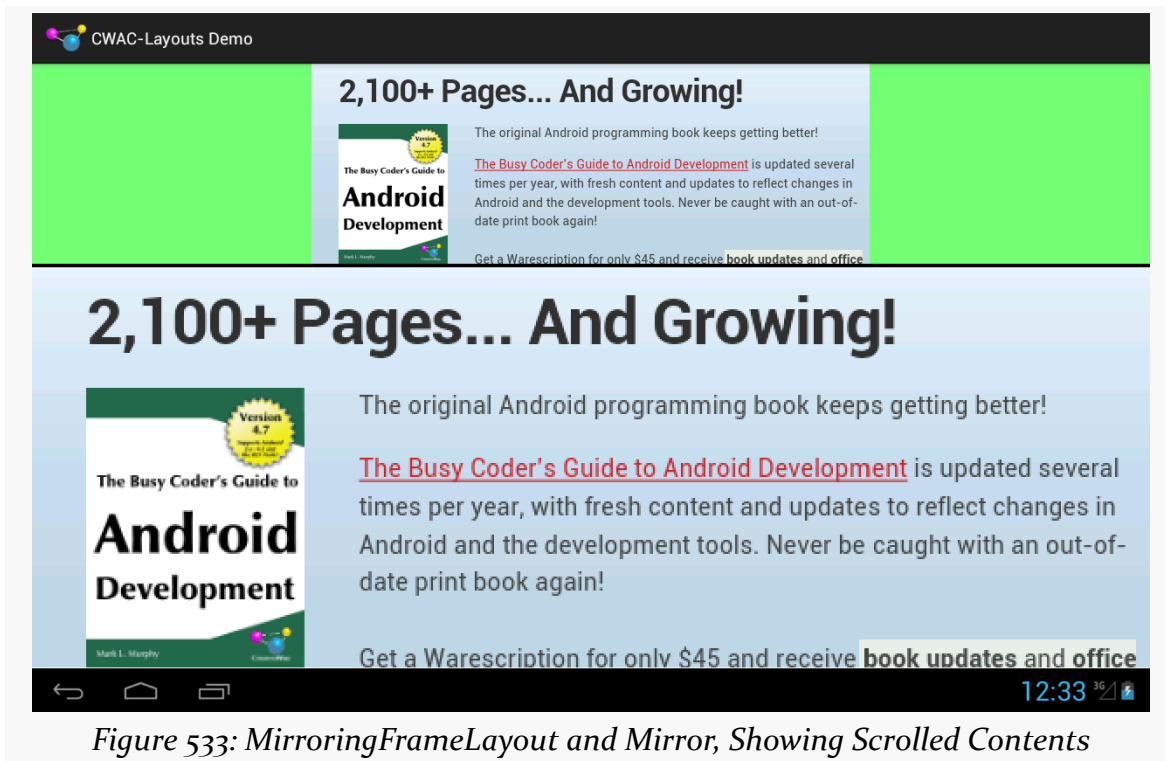 CWAC-Layouts Demo
2,100+ Pages... And Growing!
Version
4.7
The Busy Coder's Guide to
Android
Development
Mark L. Murphy
The original Android programming book keeps getting better!
The Busy Coder's Guide to Android Development is updated several
times per year, with fresh content and updates to reflect changes in
Android and the development tools. Never be caught with an out-of-
date print book again!
Get a Warescription for only $45 and receive book updates and office
2,100+ Pages... And Growing!
Version
4.7
The Busy Coder's Guide to
Android
Development
Mark L. Murphy
The original Android programming book keeps getting better!
The Busy Coder's Guide to Android Development is updated several
times per year, with fresh content and updates to reflect changes in
Android and the development tools. Never be caught with an out-of-
date print book again!
Get a Warescription for only $45 and receive book updates and office
12:33 3G
Figure 533: MirroringFrameLayout and Mirror, Showing Scrolled Contents